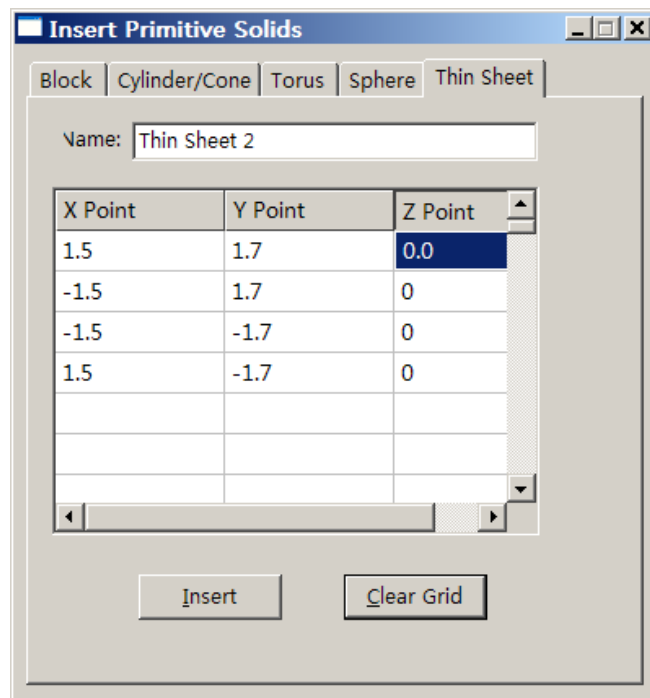 Insert Primitive Solids
Block Cylinder/Cone Torus Sphere Thin Sheet
Name: Thin Sheet 2
X Point Y Point Z Point
1.5 1.7 0.0
-1.5 1.7 0
-1.5 -1.7 0
1.5 -1.7 0
Insert Clear Grid